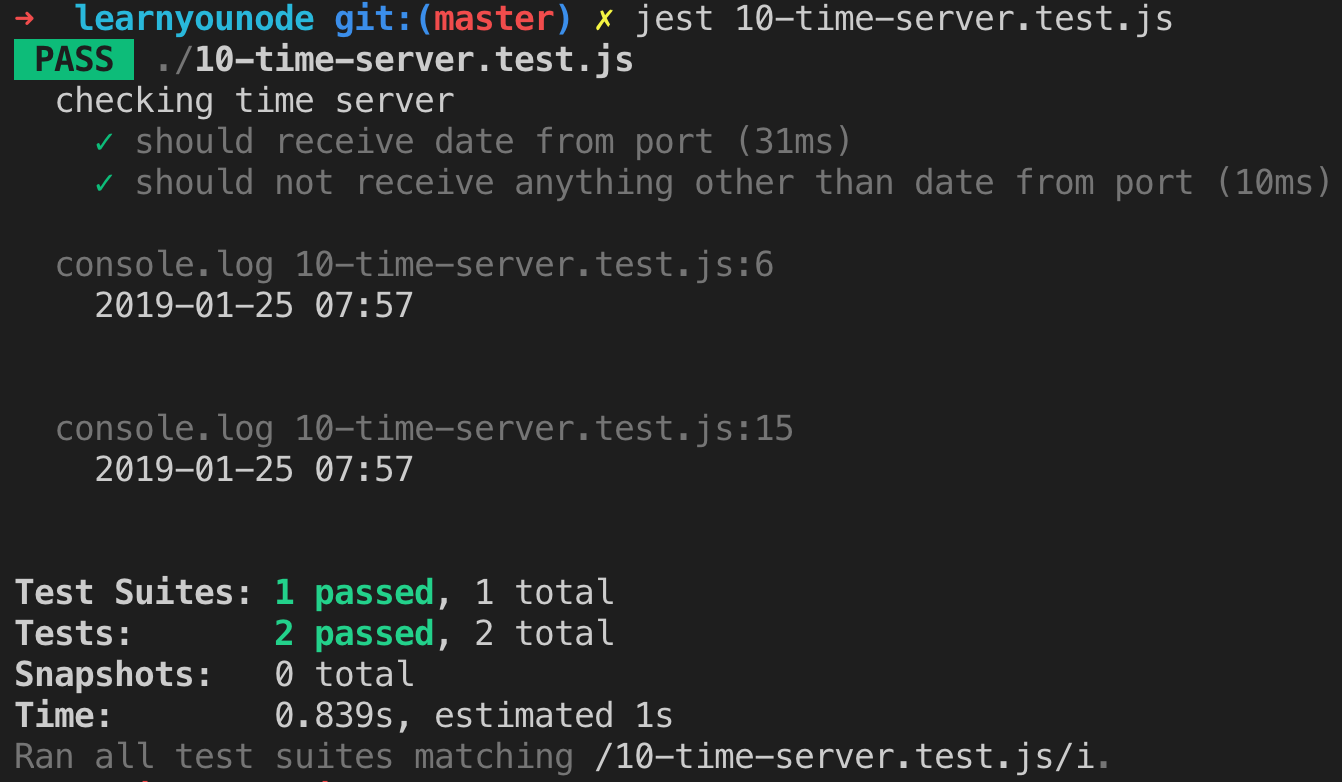 ➜  learnyounode git:(master) ✗ jest 10-time-server.test.js
PASS ./10-time-server.test.js
checking time server
✓ should receive date from port (31ms)
✓ should not receive anything other than date from port (10ms)
console.log 10-time-server.test.js:6
2019-01-25 07:57
console.log 10-time-server.test.js:15
2019-01-25 07:57
Test Suites: 1 passed, 1 total
Tests: 2 passed, 2 total
Snapshots: 0 total
Time: 0.839s, estimated 1s
Ran all test suites matching /10-time-server.test.js/i.